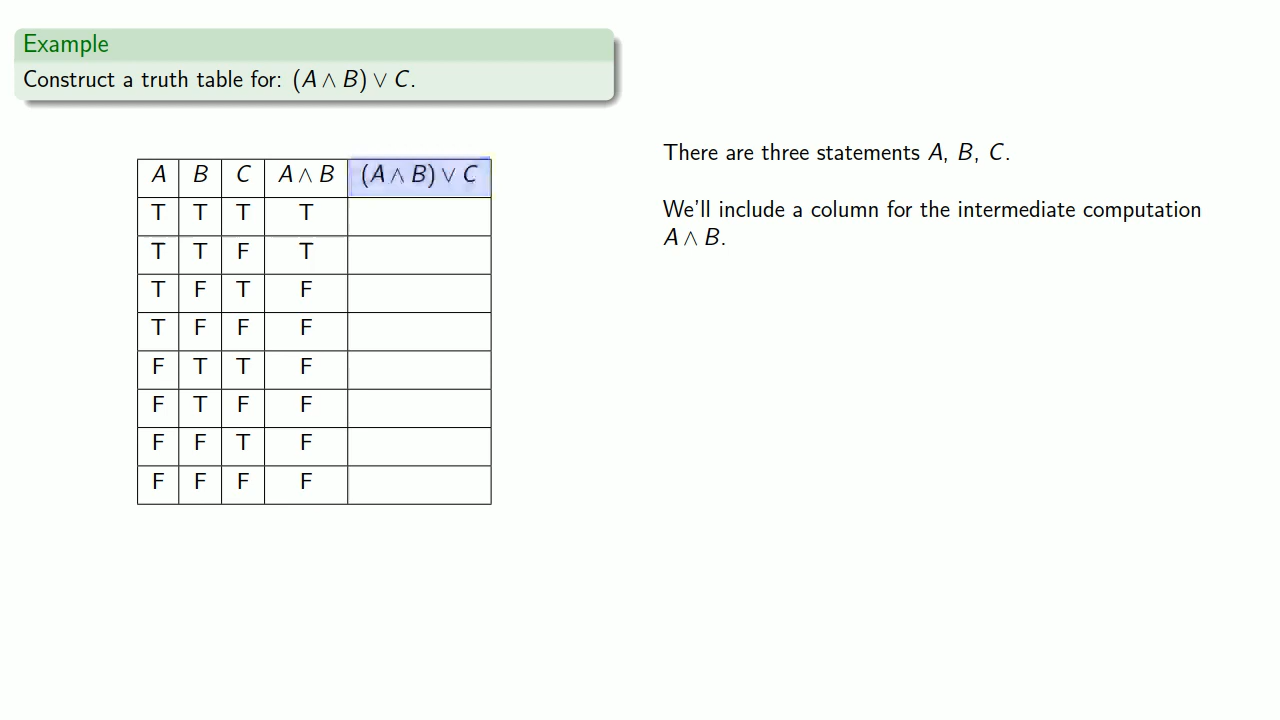 Example
Construct a truth table for: (A ∧ B) ∨ C.
There are three statements A, B, C.
We'll include a column for the intermediate computation
A ∧ B.
A B C A ∧ B (A ∧ B) ∨ C
T T T T
T T F T
T F T F
T F F F
F T T F
F T F F
F F T F
F F F F